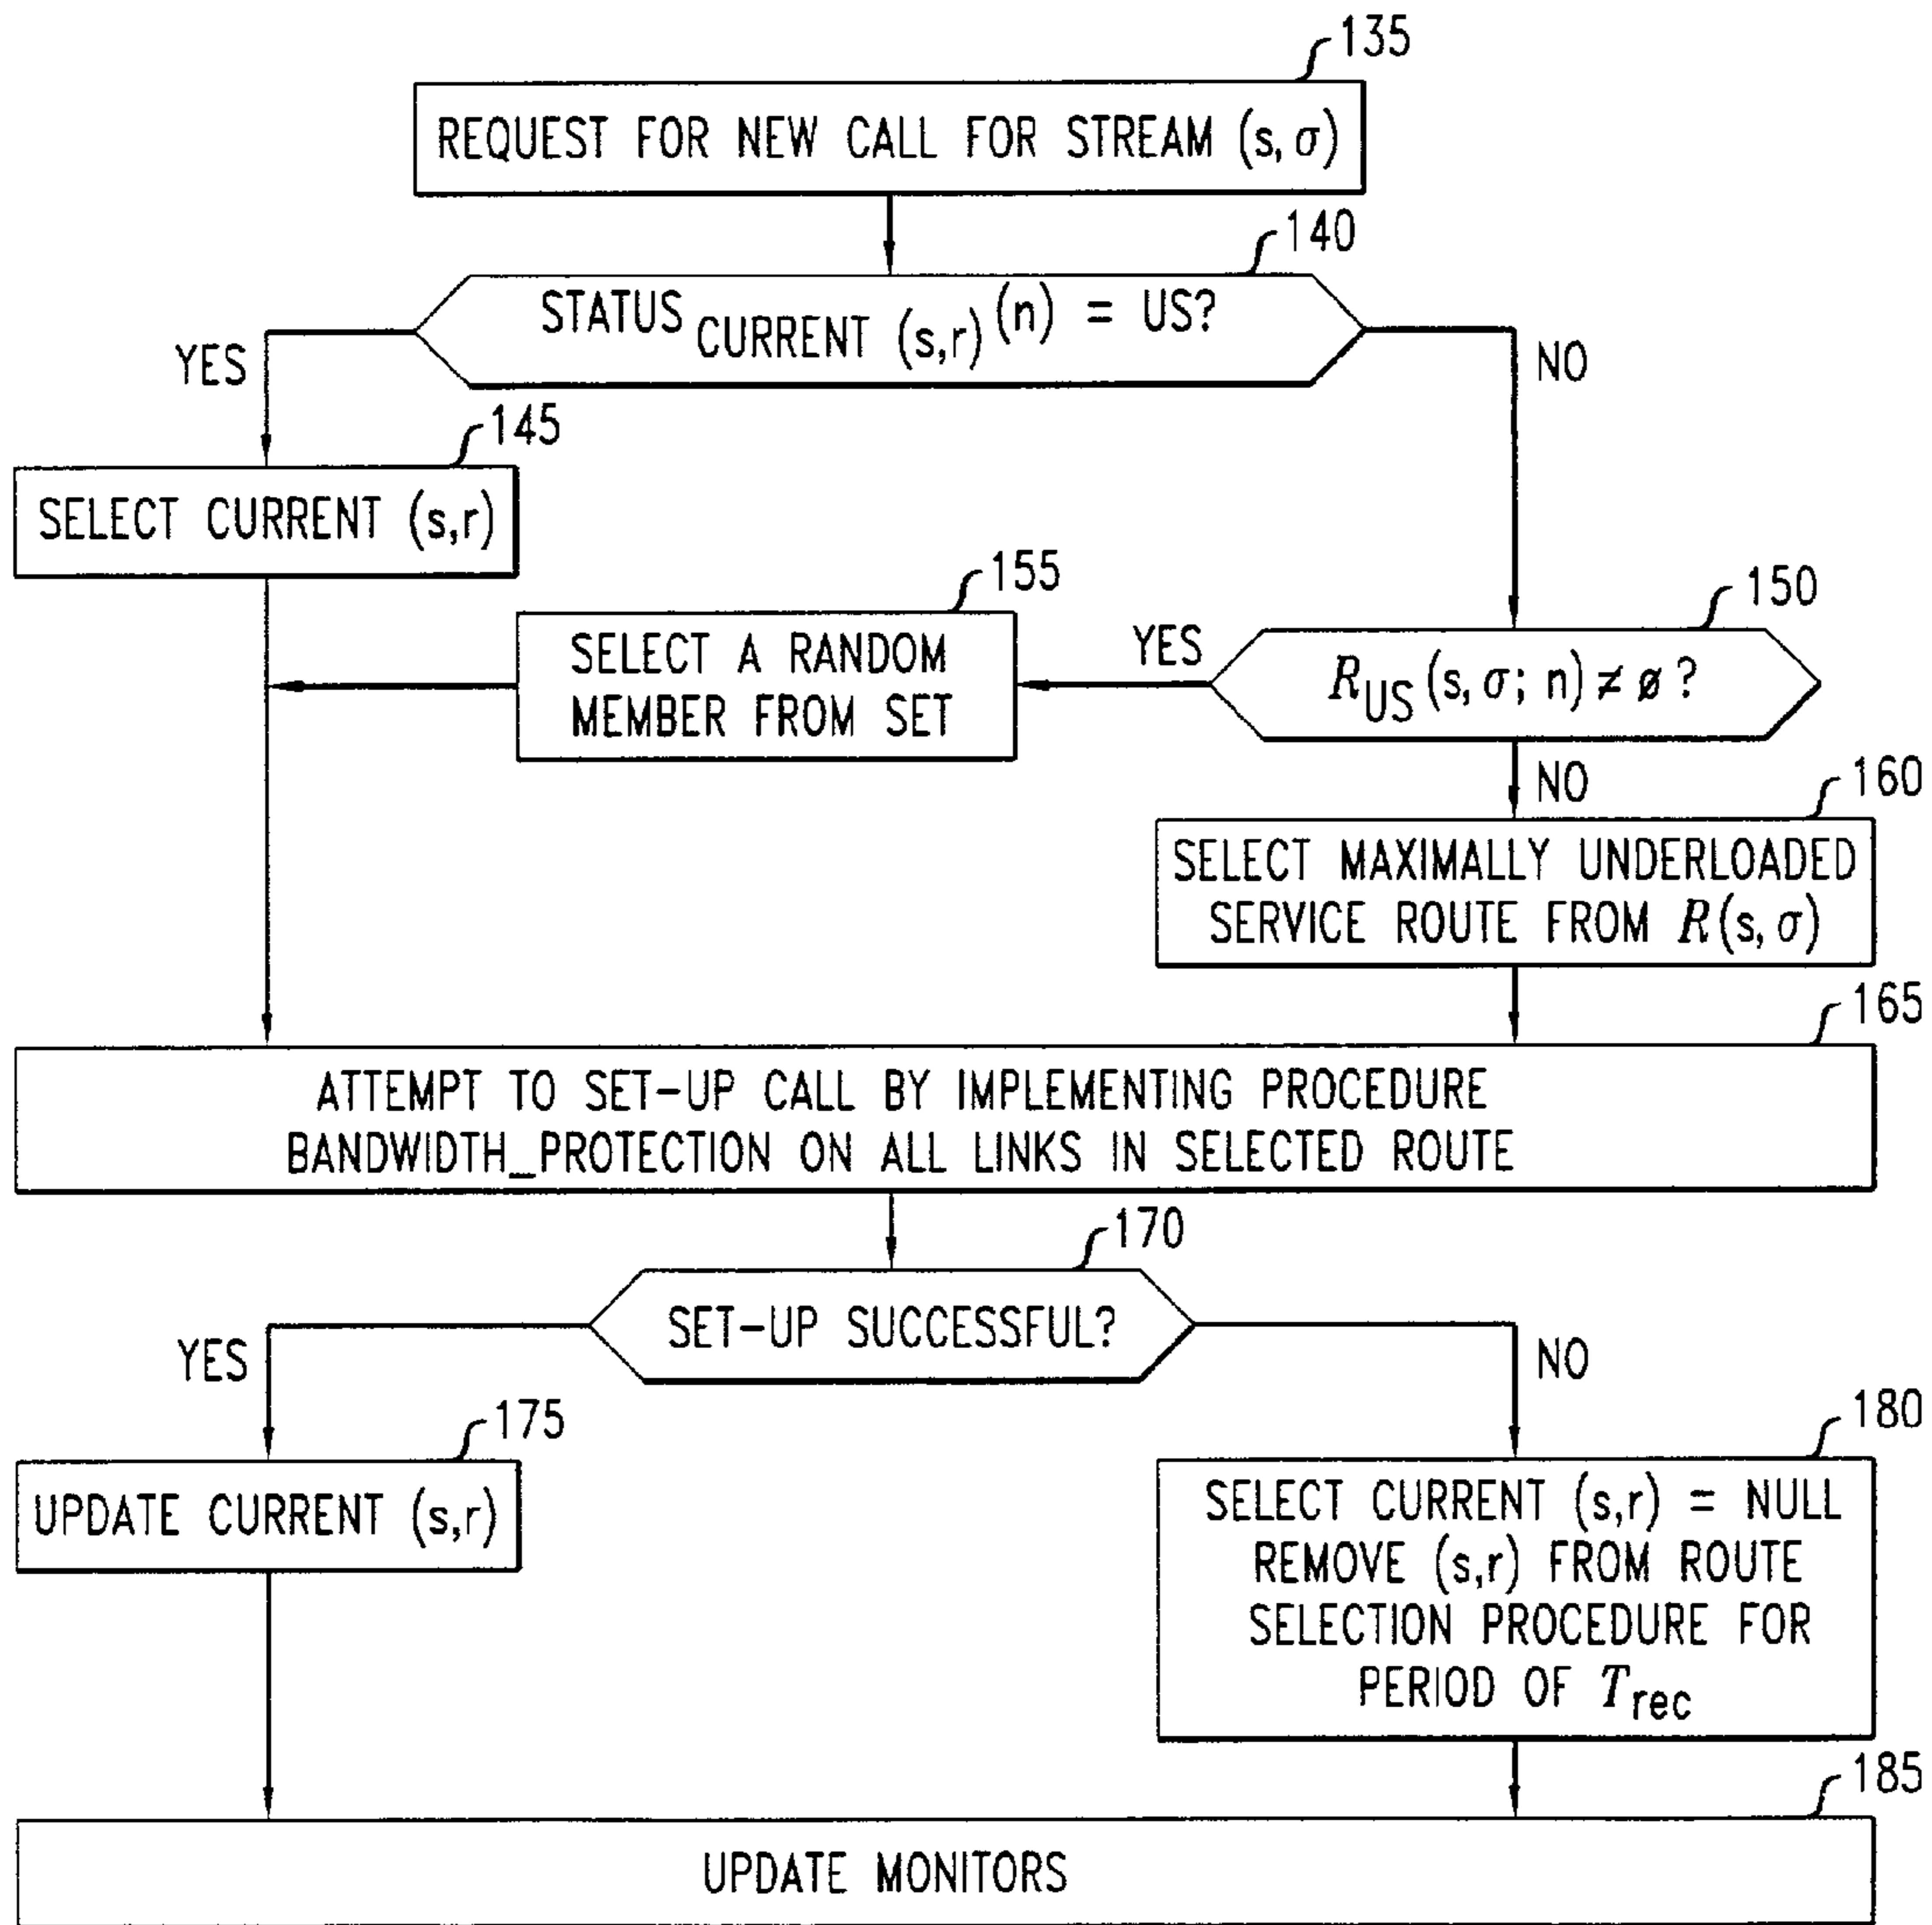 135
REQUEST FOR NEW CALL FOR STREAM (s, σ)
140
STATUS CURRENT (s,r) (n) = US?
YES
NO
145
SELECT CURRENT (s,r)
155
150
SELECT A RANDOM
MEMBER FROM SET
YES
R US (s, σ; n) ≠ ø ?
NO
160
SELECT MAXIMALLY UNDERLOADED
SERVICE ROUTE FROM R(s, σ)
165
ATTEMPT TO SET-UP CALL BY IMPLEMENTING PROCEDURE
BANDWIDTH_PROTECTION ON ALL LINKS IN SELECTED ROUTE
170
SET-UP SUCCESSFUL?
YES
NO
175
180
UPDATE CURRENT (s,r)
SELECT CURRENT (s,r) = NULL
REMOVE (s,r) FROM ROUTE
SELECTION PROCEDURE FOR
PERIOD OF Trec
185
UPDATE MONITORS